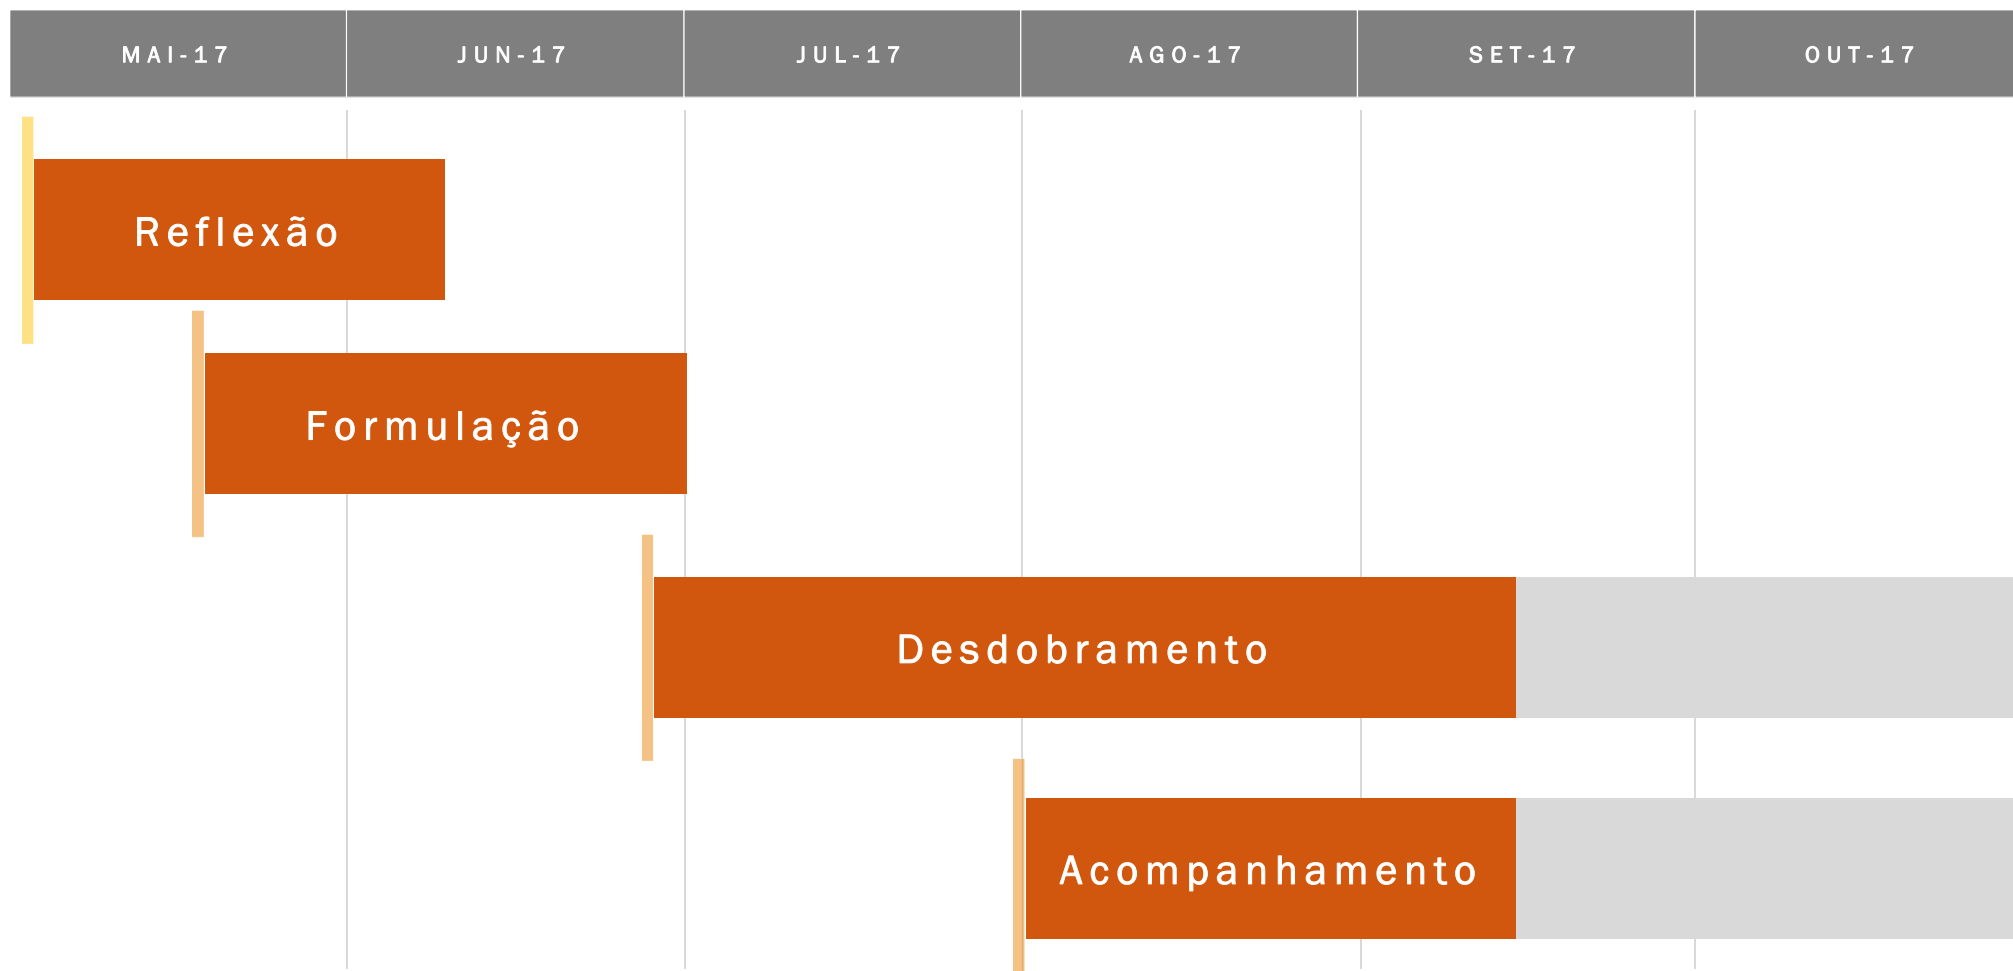 MAI-17 JUN-17 JUL-17 AGO-17 SET-17 OUT-17
Reflexão
Formulação
Desdobramento
Acompanhamento